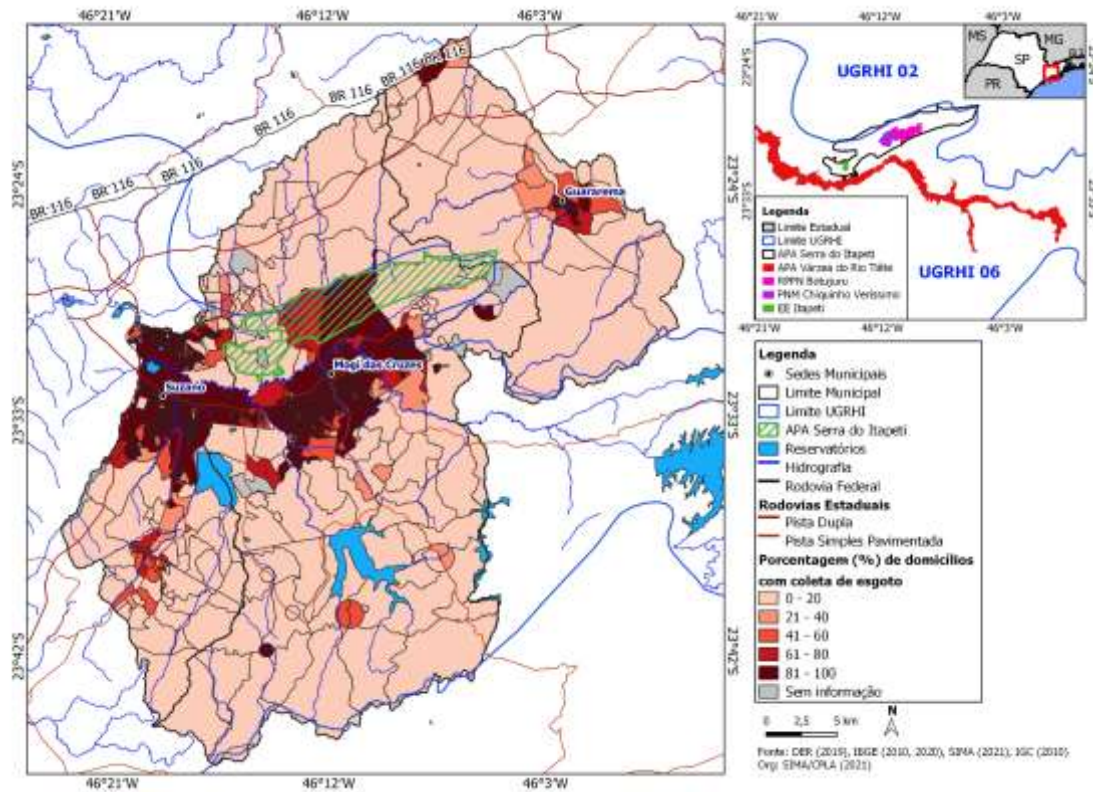 46°21'W 46°12'W 46°3'W
BR 116 BR 116
BR 116
BR 116
BR 116
BR 116
BR 116
23°24'S
23°24'S
Guararema
Mogi das Cruzes
Suzano
23°33'S
23°33'S
23°42'S
23°42'S
46°21'W 46°12'W 46°3'W
46°21'W 46°12'W 46°3'W
MS
MG
SP
PR
23°24'S
UGRHI 02
23°33'S
UGRHI 06
Legenda
Limite Estadual
Limite UGRHI
APA Serra do Itapeti
APA Várzea do Rio Tiête
RPPN Botujuru
PNM Chiquinho Veríssimo
EE Itapeti
46°21'W 46°12'W 46°3'W
Legenda
Sedes Municipais
Limite Municipal
Limite UGRHI
APA Serra do Itapeti
Reservatórios
Hidrografia
Rodovia Federal
Rodovias Estaduais
Pista Dupla
Pista Simples Pavimentada
Porcentagem (%) de domicílios
com coleta de esgoto
0 - 20
21 - 40
41 - 60
61 - 80
81 - 100
Sem informação
N
0 2,5 5 km
Fonte: DER (2019), IBGE (2010, 2020), SIMA (2021), IGC (2010)
Org: SIMA/CPLA (2021)